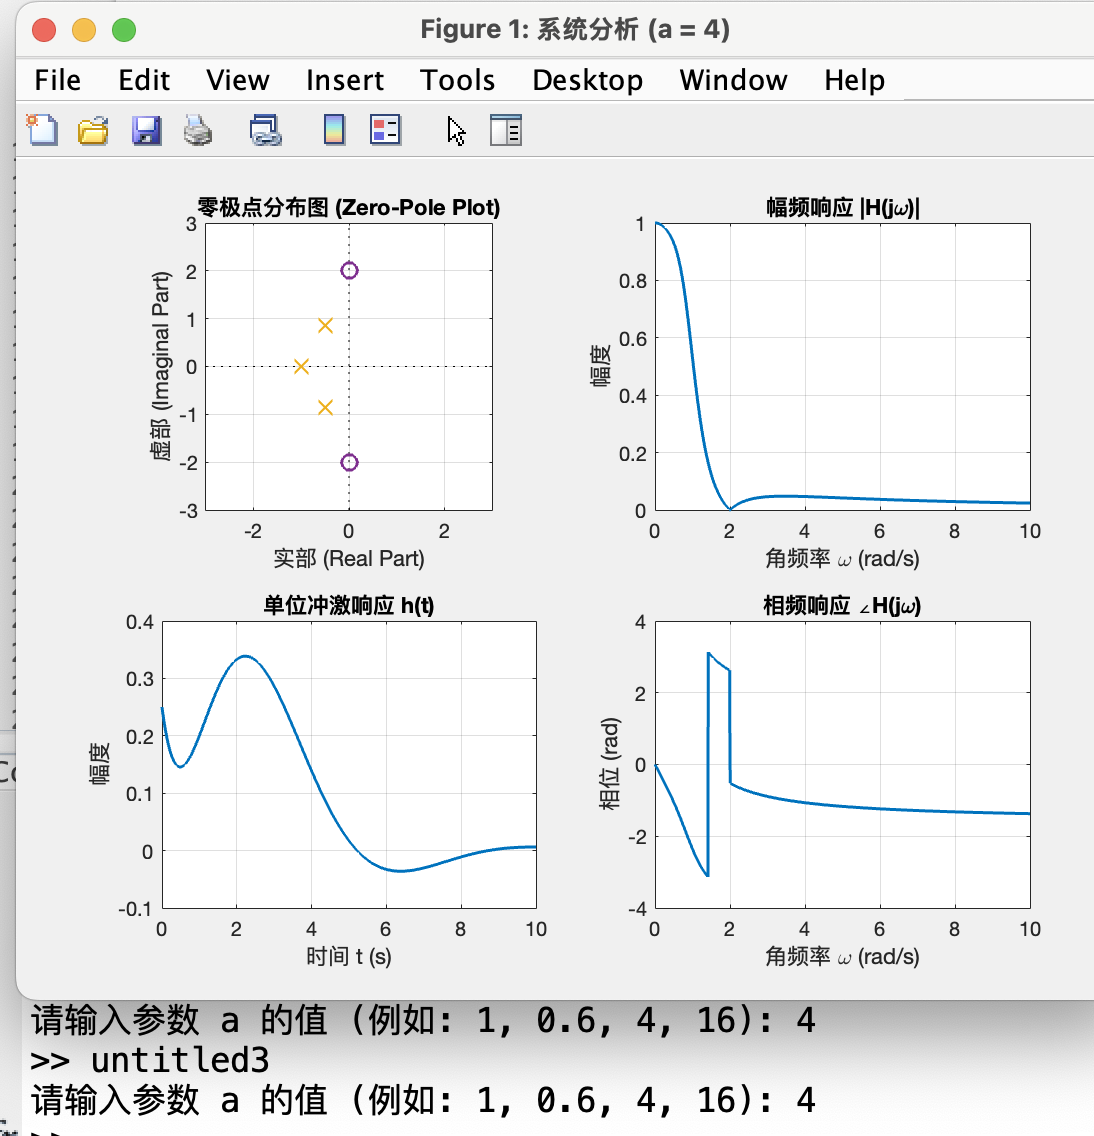 Figure 1: 系统分析 (a = 4)
File Edit View Insert Tools Desktop Window Help
零极点分布图 (Zero-Pole Plot)
3
2
1
0
-1
-2
-3
虚部 (Imaginal Part)
-2 0 2
实部 (Real Part)
幅频响应 |H(jω)|
1
0.8
0.6
0.4
0.2
0
幅度
0 2 4 6 8 10
角频率 ω (rad/s)
单位冲激响应 h(t)
0.4
0.3
0.2
0.1
0
-0.1
幅度
0 2 4 6 8 10
时间 t (s)
相频响应 ∠H(jω)
4
2
0
-2
-4
相位 (rad)
0 2 4 6 8 10
角频率 ω (rad/s)
请输入参数 a 的值 (例如: 1, 0.6, 4, 16): 4
>> untitled3
请输入参数 a 的值 (例如: 1, 0.6, 4, 16): 4
>>